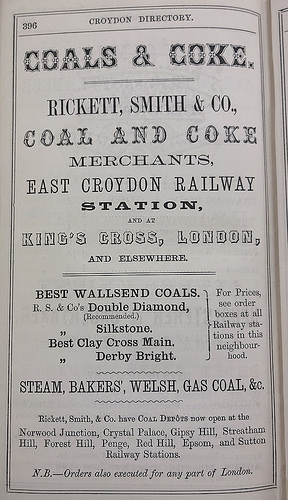 396
CROYDON DIRECTORY.
COALS & COKE.
RICKETT, SMITH & CO.,
COAL AND COKE
MERCHANTS,
EAST CROYDON RAILWAY
STATION,
AND AT
KING'S CROSS, LONDON,
AND ELSEWHERE.
BEST WALLSEND COALS.
R. S. & Co's Double Diamond,
(Recommended.)
„ Silkstone.
Best Clay Cross Main.
„ Derby Bright.
For Prices,
see order
boxes at all
Railway sta-
tions in this
neighbour-
hood.
STEAM, BAKERS', WELSH, GAS COAL, &c.
Rickett, Smith, & Co. have COAL DEPÔTS now open at the
Norwood Junction, Crystal Palace, Gipsy Hill, Streatham
Hill, Forest Hill, Penge, Red Hill, Epsom, and Sutton
Railway Stations.
N.B.—Orders also executed for any part of London.